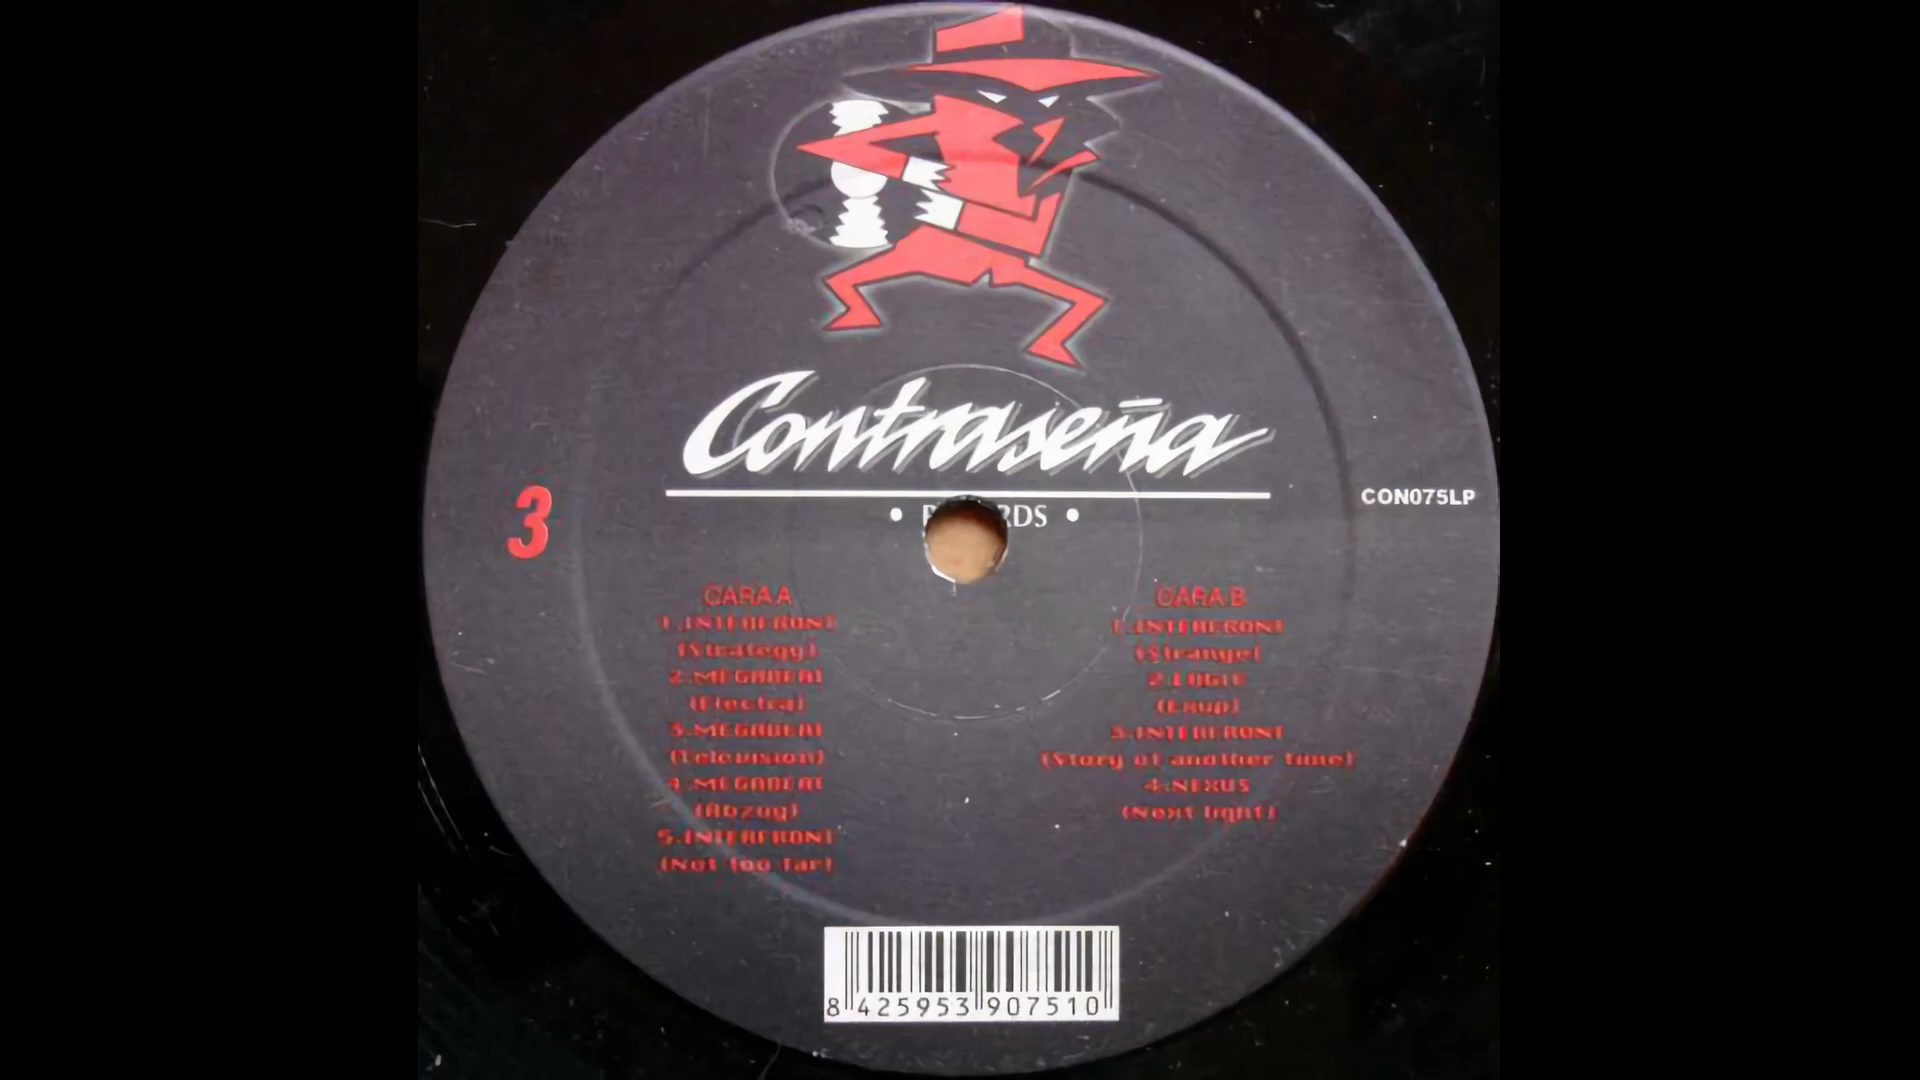 Contraseña
3
CON075LP
CARA A
1.INTERFRONT
(Strategy)
2.MEGABEAT
(Electra)
3.MEGABEAT
(Television)
4.MEGABEAT
(Abzug)
5.INTERFRONT
(Not too far)
CARA B
1.INTERFRONT
(Strange)
2.LOGIC
(Exup)
3.INTERFRONT
(Story of another time)
4.NEXUS
(Next light)
8 425953 907510